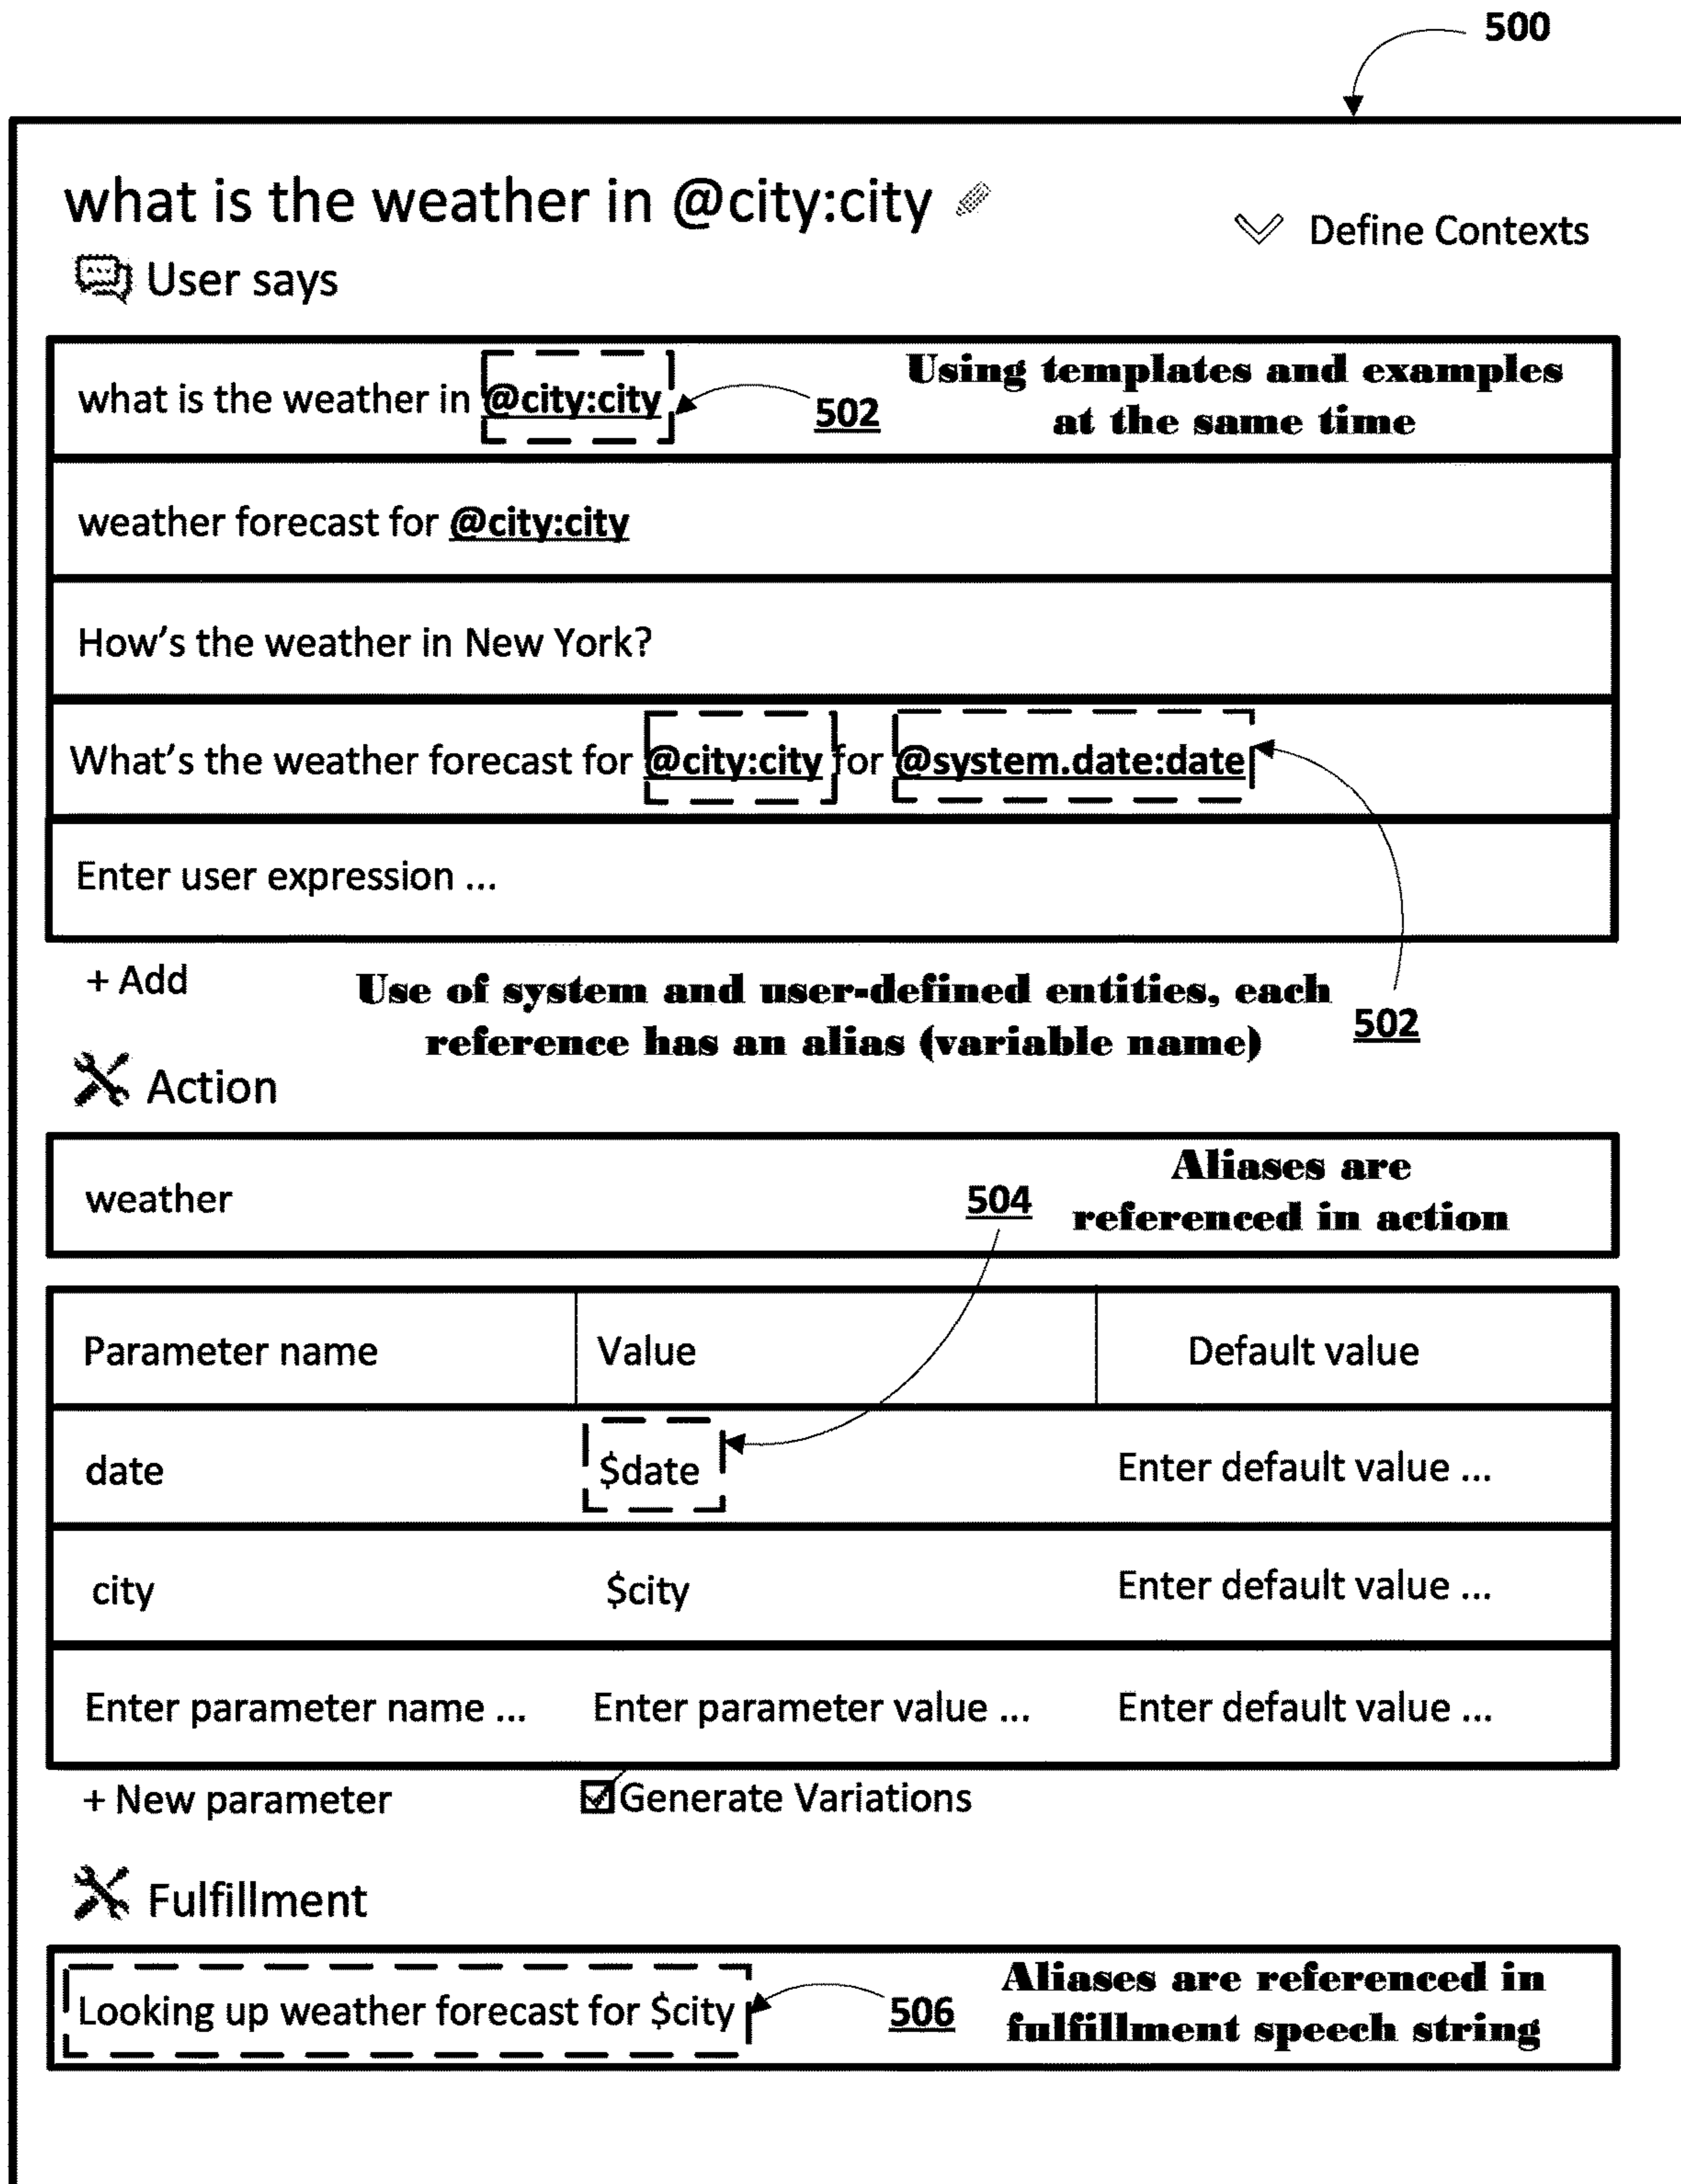 500
what is the weather in @city:city
Define Contexts
User says
what is the weather in @city:city
502
Using templates and examples
at the same time
weather forecast for @city:city
How's the weather in New York?
What's the weather forecast for @city:city for @system.date:date
Enter user expression ...
+ Add
Use of system and user-defined entities, each
reference has an alias (variable name)
502
Action
weather
504
Aliases are
referenced in action
Parameter name Value Default value
date $date Enter default value ...
city $city Enter default value ...
Enter parameter name ... Enter parameter value ... Enter default value ...
+ New parameter Generate Variations
Fulfillment
Looking up weather forecast for $city
506
Aliases are referenced in
fulfillment speech string